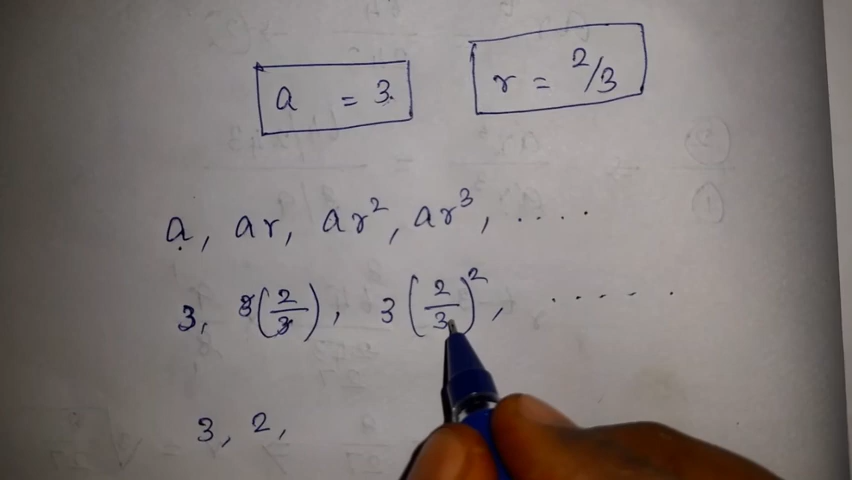 a = 3. r = 2/3
a, ar, ar², ar³, ....
3, 3(2/3), 3(2/3)², .....
3, 2,